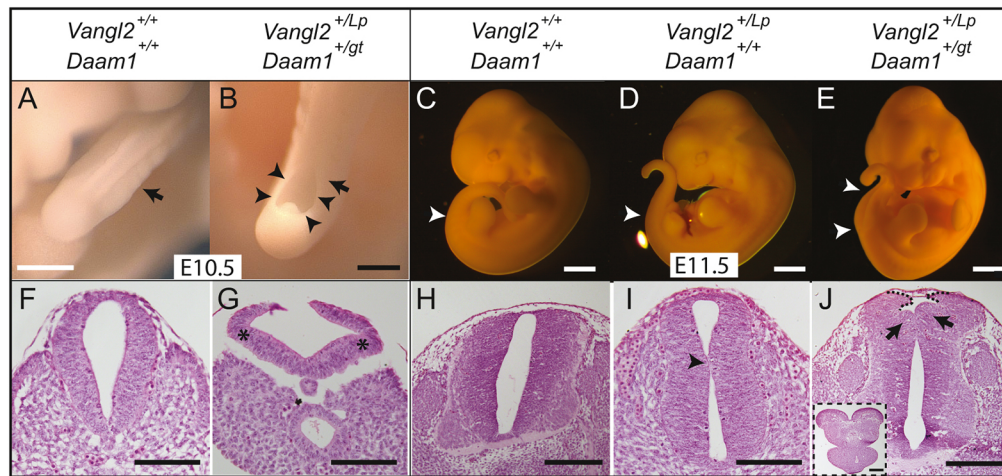 Vangl2+/+ Vangl2+/Lp Vangl2+/+ Vangl2+/Lp Vangl2+/Lp
Daam1+/+ Daam1+/gt Daam1+/+ Daam1+/+ Daam1+/gt
A B C D E
E10.5 E11.5
F G H I J
* *